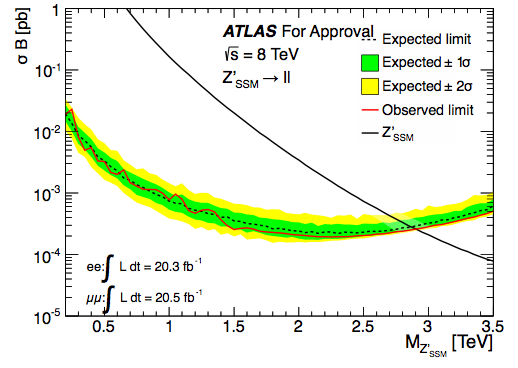 σ B [pb]
1
10⁻¹
10⁻²
10⁻³
10⁻⁴
10⁻⁵
ATLAS For Approval
√s = 8 TeV
Z'SSM → ll
Expected limit
Expected ± 1σ
Expected ± 2σ
Observed limit
Z'SSM
ee: ∫ L dt = 20.3 fb⁻¹
μμ: ∫ L dt = 20.5 fb⁻¹
0.5 1 1.5 2 2.5 3 3.5
MZ'SSM [TeV]